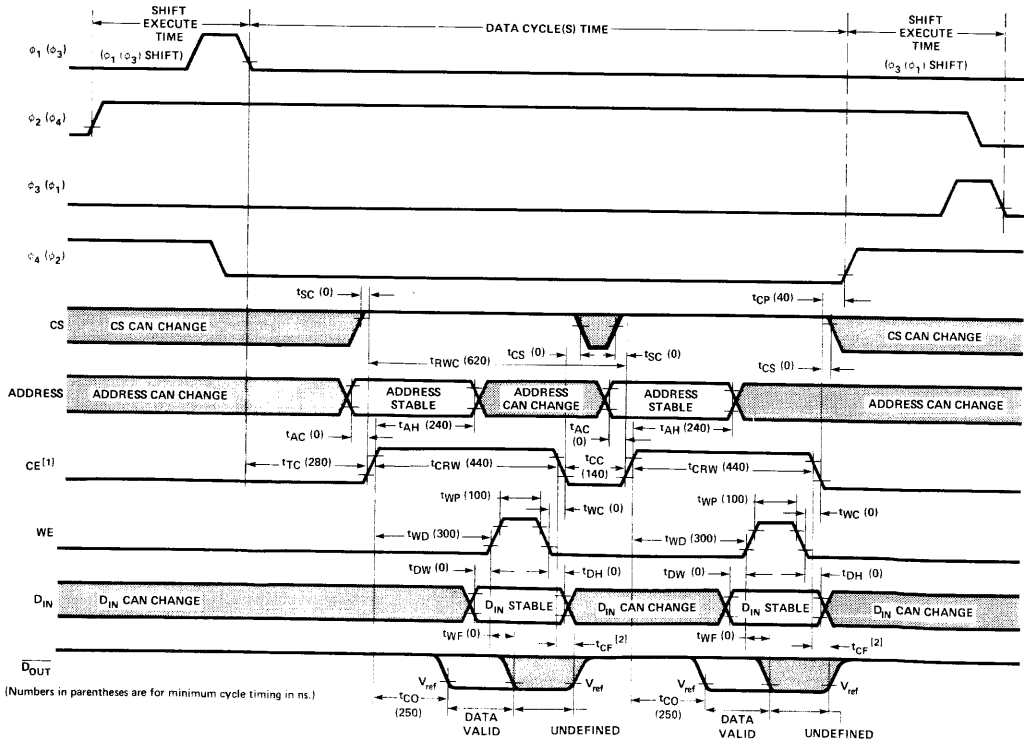 SHIFT EXECUTE TIME
DATA CYCLE(S) TIME
SHIFT EXECUTE TIME
ϕ1 (ϕ3)
(ϕ1 (ϕ3) SHIFT)
(ϕ3 (ϕ1) SHIFT)
ϕ2 (ϕ4)
ϕ3 (ϕ1)
ϕ4 (ϕ2)
tSC (0)
tCP (40)
CS
CS CAN CHANGE
CS CAN CHANGE
tRWC (620)
tCS (0)
tSC (0)
tCS (0)
ADDRESS
ADDRESS CAN CHANGE
ADDRESS STABLE
ADDRESS CAN CHANGE
ADDRESS STABLE
ADDRESS CAN CHANGE
tAC (0)
tAH (240)
tAC (0)
tAH (240)
CE[1]
tTC (280)
tCRW (440)
tCC (140)
tCRW (440)
tWP (100)
tWC (0)
tWP (100)
tWC (0)
WE
tWD (300)
tWD (300)
tDW (0)
tDH (0)
tDW (0)
tDH (0)
DIN
DIN CAN CHANGE
DIN STABLE
DIN CAN CHANGE
DIN STABLE
DIN CAN CHANGE
tWF (0)
tCF[2]
tWF (0)
tCF[2]
DOUT
Vref
Vref
Vref
Vref
(Numbers in parentheses are for minimum cycle timing in ns.)
tCO (250)
DATA VALID
UNDEFINED
tCO (250)
DATA VALID
UNDEFINED